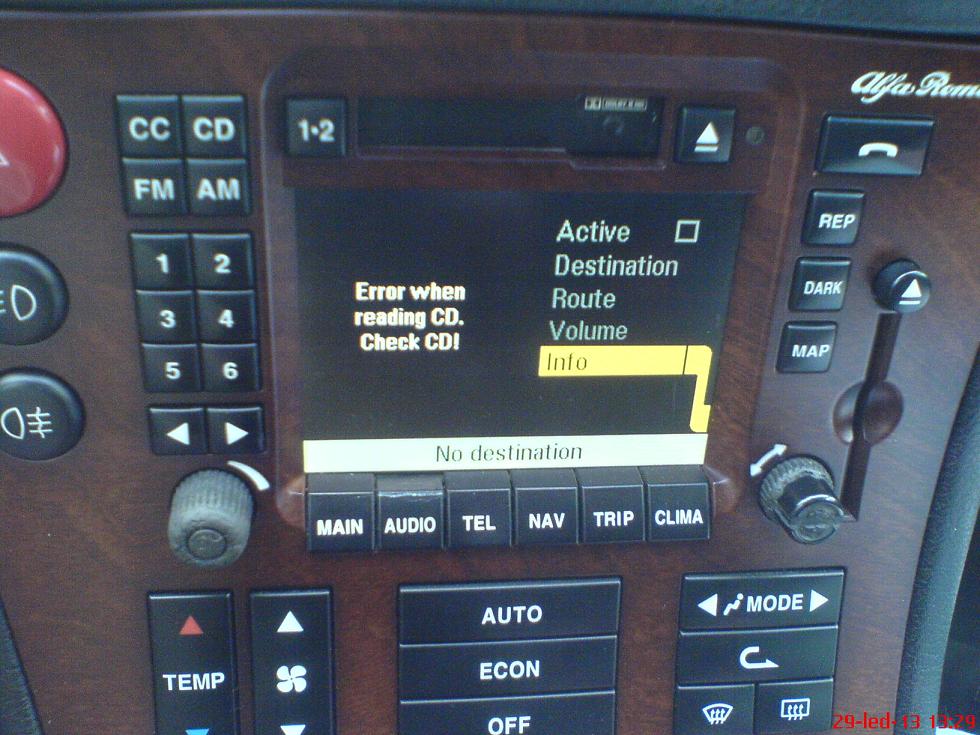 Alfa Rome
CC CD
1•2
FM AM
REP
1 2
3 4
5 6
DARK
MAP
Active
Destination
Route
Volume
Info
Error when
reading CD.
Check CD!
No destination
MAIN AUDIO TEL NAV TRIP CLIMA
TEMP
AUTO
ECON
OFF
MODE
29-led-13 13:29